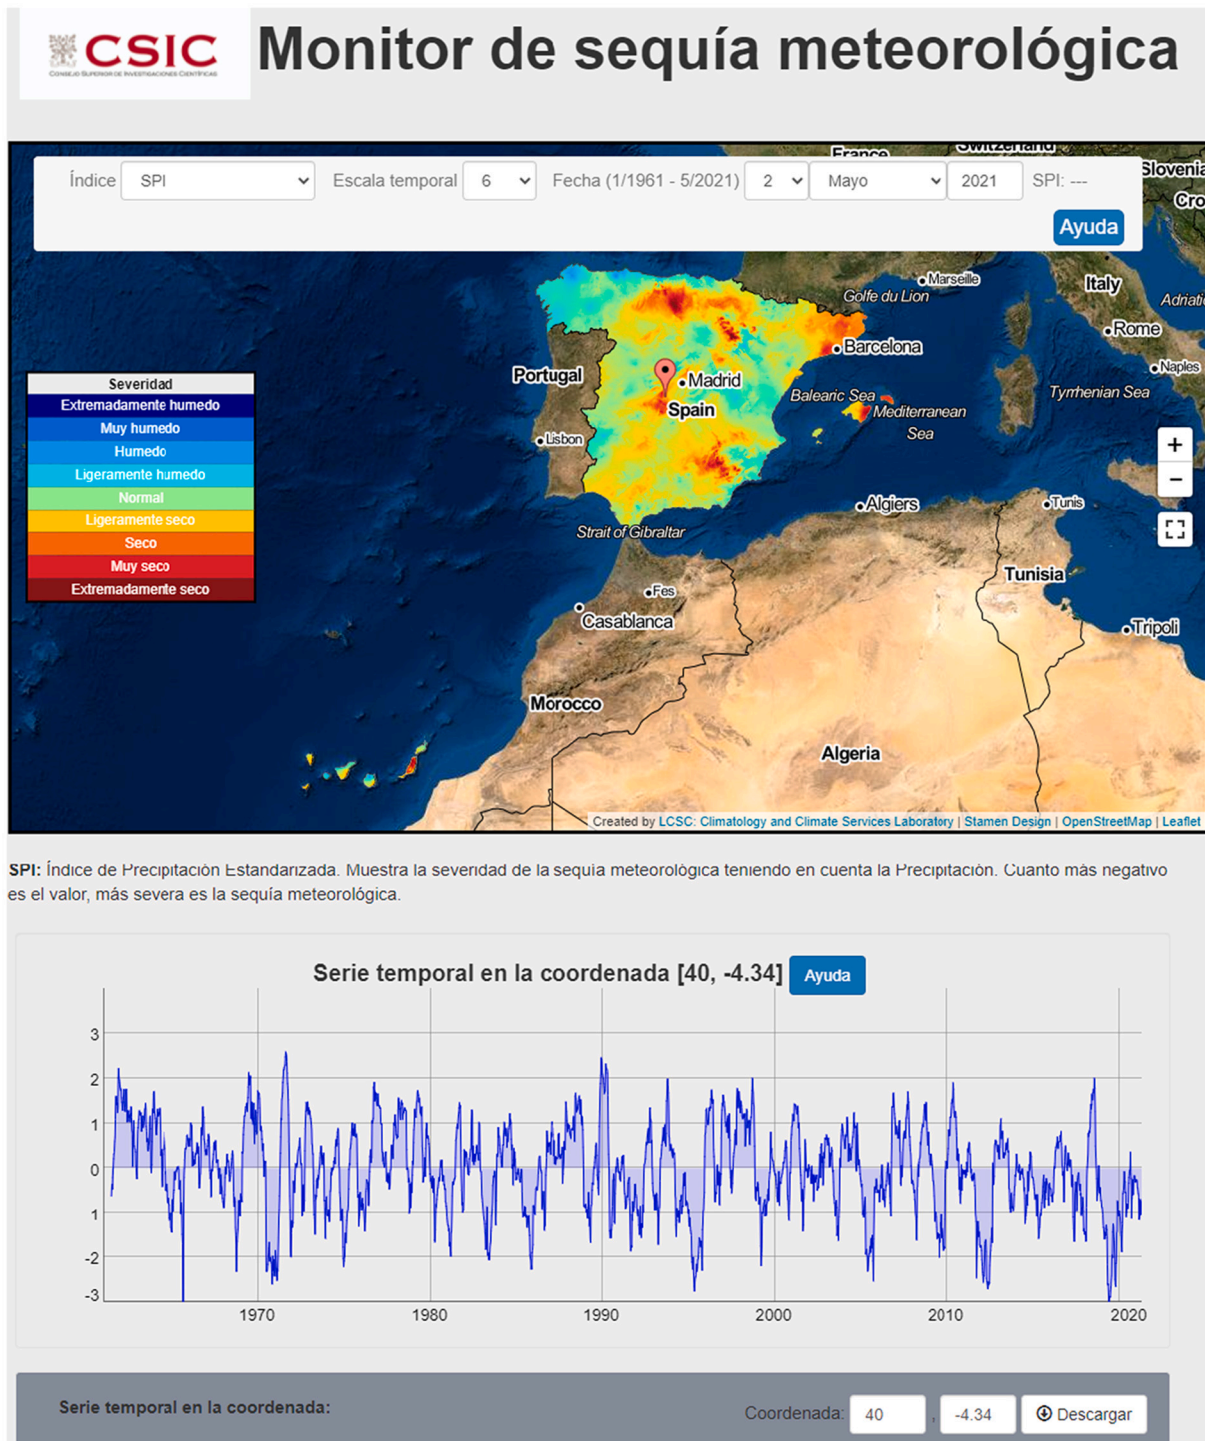 CSIC
CONSEJO SUPERIOR DE INVESTIGACIONES CIENTÍFICAS
Monitor de sequía meteorológica
Índice SPI Escala temporal 6 Fecha (1/1961 - 5/2021) 2 Mayo 2021 SPI: ---
Ayuda
France
Switzerland
Slovenia
Cro
Marseille
Golfe du Lion
Italy
Adriati
Rome
Barcelona
Portugal
Madrid
Naples
Balearic Sea
Tyrrhenian Sea
Spain
Mediterranean
Sea
Lisbon
Severidad
Extremadamente humedo
Muy humedo
Humedo
Ligeramente humedo
Normal
Ligeramente seco
Seco
Muy seco
Extremadamente seco
+
−
Algiers
Tunis
Strait of Gibraltar
Tunisia
Fes
Casablanca
Tripoli
Morocco
Algeria
Created by LCSC: Climatology and Climate Services Laboratory | Stamen Design | OpenStreetMap | Leaflet
SPI: Índice de Precipitación Estandarizada. Muestra la severidad de la sequía meteorológica teniendo en cuenta la Precipitación. Cuanto más negativo
es el valor, más severa es la sequía meteorológica.
Serie temporal en la coordenada [40, -4.34] Ayuda
3
2
1
0
1
-2
-3
1970 1980 1990 2000 2010 2020
Serie temporal en la coordenada:
Coordenada: 40 , -4.34 Descargar